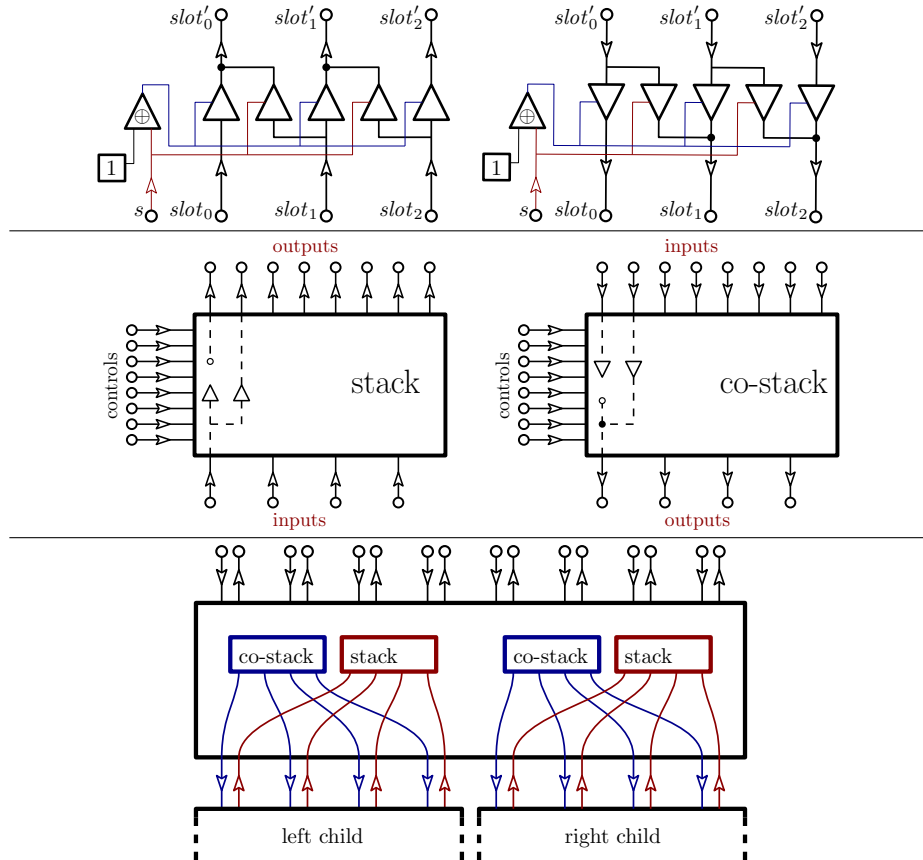 slot′₀ slot′₁ slot′₂ slot′₀ slot′₁ slot′₂
⊕ ⊕
1 1
s slot₀ slot₁ slot₂ s slot₀ slot₁ slot₂
outputs inputs
controls stack controls co-stack
inputs outputs
co-stack stack co-stack stack
left child right child